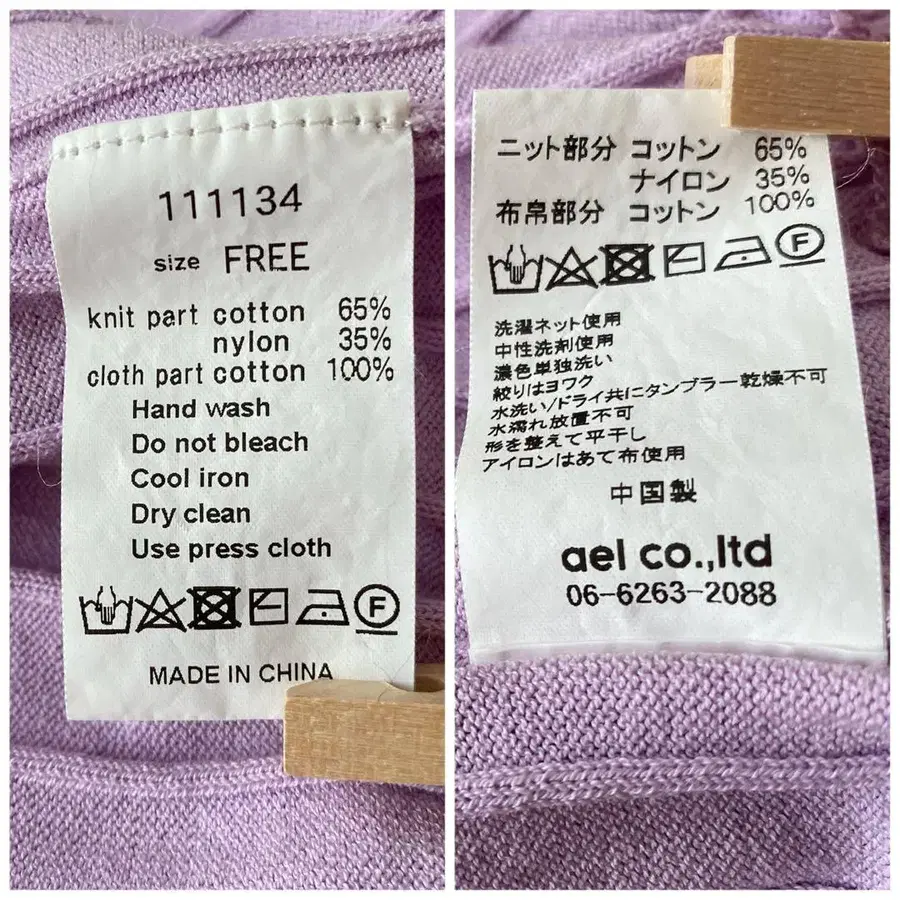 111134
size FREE
knit part cotton 65%
nylon 35%
cloth part cotton 100%
Hand wash
Do not bleach
Cool iron
Dry clean
Use press cloth
F
MADE IN CHINA
ニット部分 コットン 65%
ナイロン 35%
布帛部分 コットン 100%
F
洗濯ネット使用
中性洗剤使用
濃色単独洗い
絞りはヨワク
水洗い/ドライ共にタンブラー乾燥不可
水濡れ放置不可
形を整えて平干し
アイロンはあて布使用
中国製
ael co.,ltd
06-6263-2088